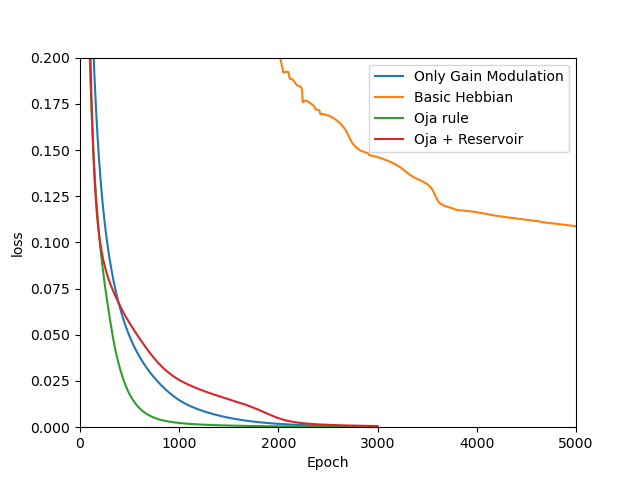 0.200
0.175
0.150
0.125
0.100
0.075
0.050
0.025
0.000
loss
0
1000
2000
3000
4000
5000
Epoch
Only Gain Modulation
Basic Hebbian
Oja rule
Oja + Reservoir